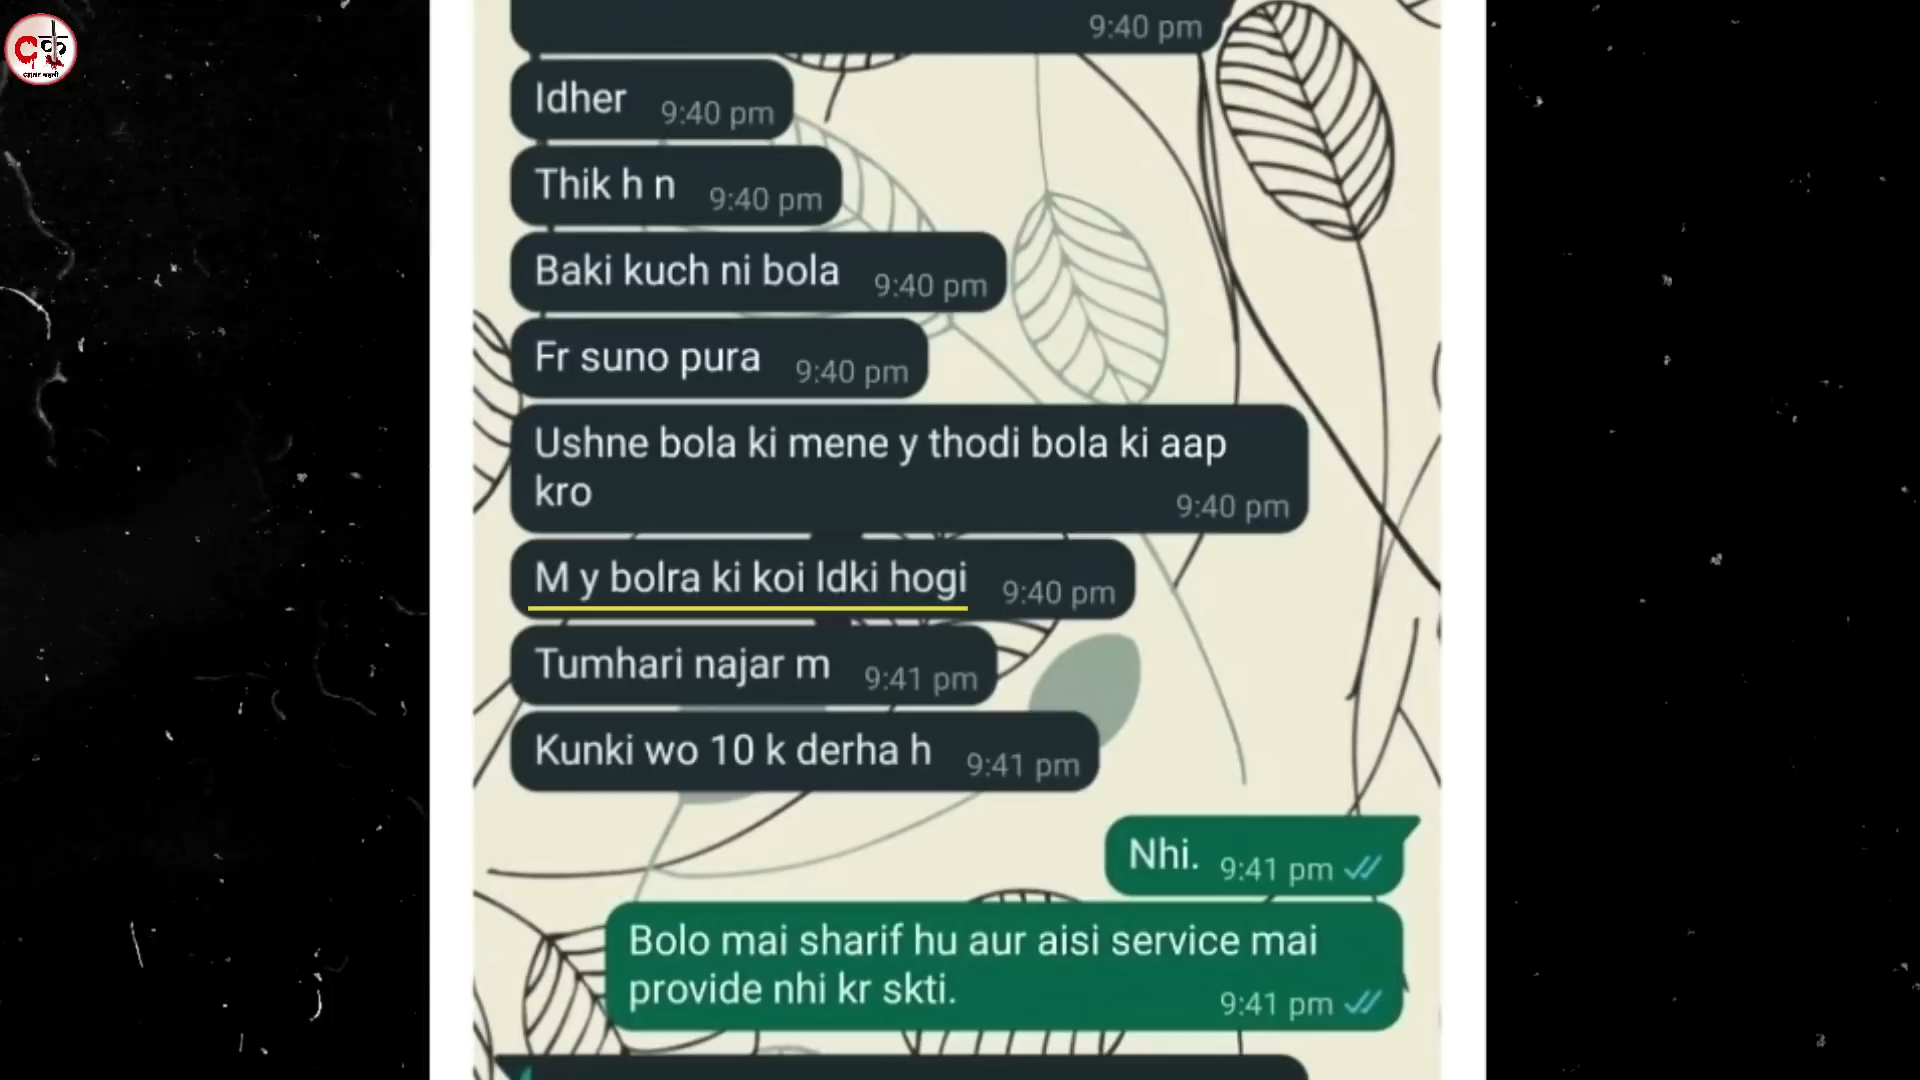 9:40 pm
Idher 9:40 pm
Thik h n 9:40 pm
Baki kuch ni bola 9:40 pm
Fr suno pura 9:40 pm
Ushne bola ki mene y thodi bola ki aap
kro 9:40 pm
M y bolra ki koi ldki hogi 9:40 pm
Tumhari najar m 9:41 pm
Kunki wo 10 k derha h 9:41 pm
Nhi. 9:41 pm
Bolo mai sharif hu aur aisi service mai
provide nhi kr skti. 9:41 pm